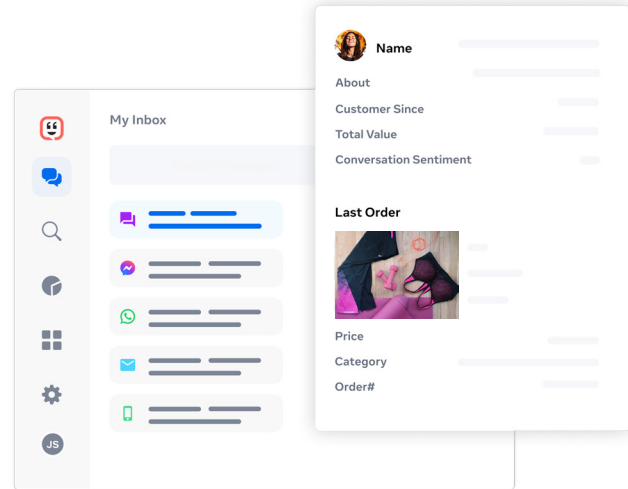 My Inbox
JS
Name
About
Customer Since
Total Value
Conversation Sentiment
Last Order
Price
Category
Order#